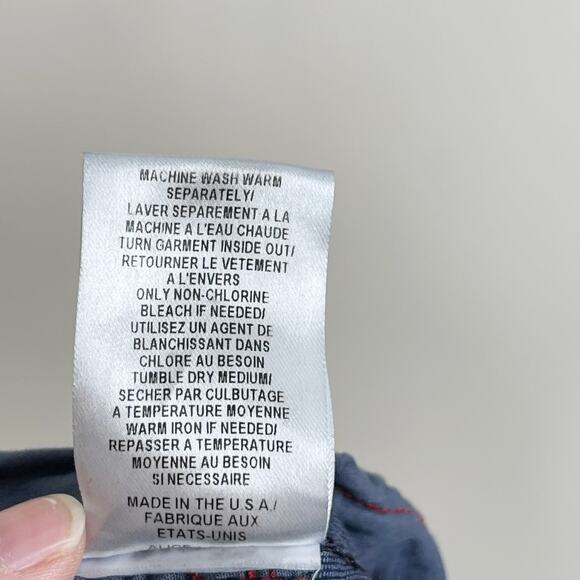 MACHINE WASH WARM
SEPARATELY/
LAVER SEPAREMENT A LA
MACHINE A L'EAU CHAUDE
TURN GARMENT INSIDE OUT/
RETOURNER LE VETEMENT
A L'ENVERS
ONLY NON-CHLORINE
BLEACH IF NEEDED/
UTILISEZ UN AGENT DE
BLANCHISSANT DANS
CHLORE AU BESOIN
TUMBLE DRY MEDIUM/
SECHER PAR CULBUTAGE
A TEMPERATURE MOYENNE
WARM IRON IF NEEDED/
REPASSER A TEMPERATURE
MOYENNE AU BESOIN
SI NECESSAIRE
MADE IN THE U.S.A./
FABRIQUE AUX
ETATS-UNIS